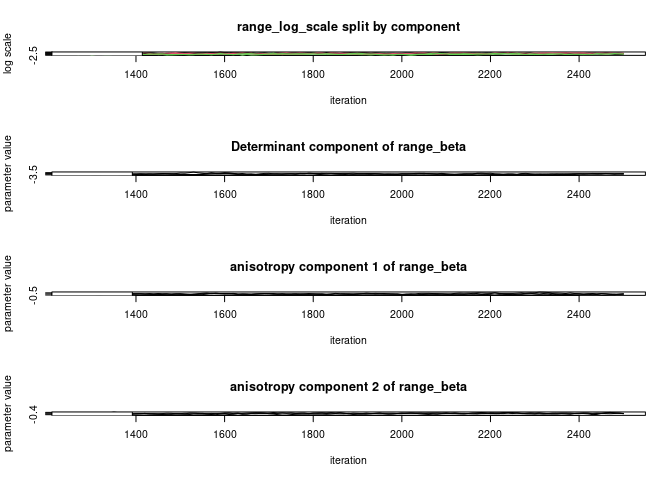 range_log_scale split by component
log scale
-2.5
1400 1600 1800 2000 2200 2400
iteration
Determinant component of range_beta
parameter value
-3.5
1400 1600 1800 2000 2200 2400
iteration
anisotropy component 1 of range_beta
parameter value
-0.5
1400 1600 1800 2000 2200 2400
iteration
anisotropy component 2 of range_beta
parameter value
-0.4
1400 1600 1800 2000 2200 2400
iteration